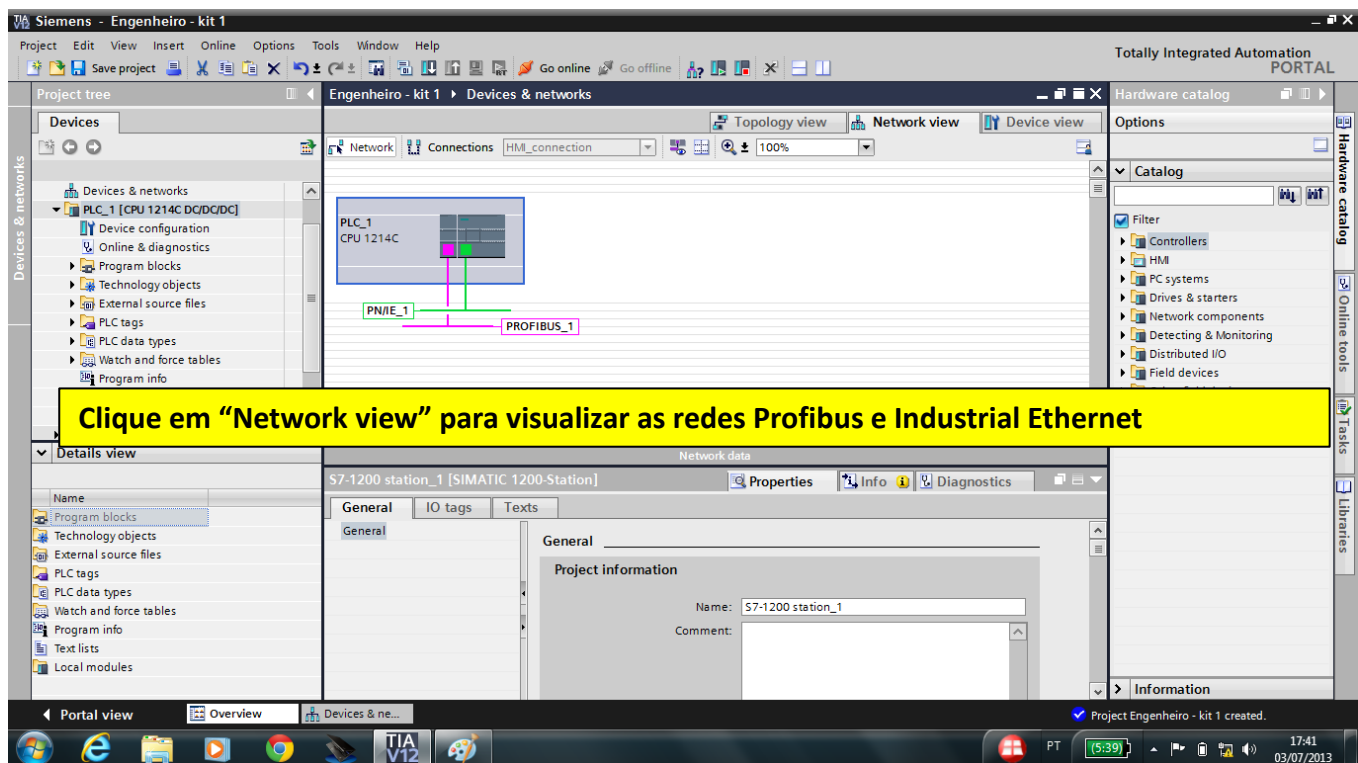 TIA V12 Siemens - Engenheiro - kit 1
Project Edit View Insert Online Options Tools Window Help
Save project Go online Go offline
Totally Integrated Automation
PORTAL
Project tree
Engenheiro - kit 1 Devices & networks
Hardware catalog
Devices
Topology view Network view Device view
Options
Network Connections HMI_connection 100%
Devices & networks
PLC_1 [CPU 1214C DC/DC/DC]
Device configuration
Online & diagnostics
Program blocks
Technology objects
External source files
PLC tags
PLC data types
Watch and force tables
Program info
PLC_1
CPU 1214C
PN/IE_1
PROFIBUS_1
Catalog
Filter
Controllers
HMI
PC systems
Drives & starters
Network components
Detecting & Monitoring
Distributed I/O
Field devices
Devices & networks
Hardware catalog
Online tools
Tasks
Libraries
Clique em “Network view” para visualizar as redes Profibus e Industrial Ethernet
Details view
Network data
Name
Program blocks
Technology objects
External source files
PLC tags
PLC data types
Watch and force tables
Program info
Text lists
Local modules
S7-1200 station_1 [SIMATIC 1200-Station]
Properties Info Diagnostics
General IO tags Texts
General
General
Project information
Name: S7-1200 station_1
Comment:
Information
Portal view Overview Devices & ne...
Project Engenheiro - kit 1 created.
TIA V12
PT (5:39) 17:41
03/07/2013